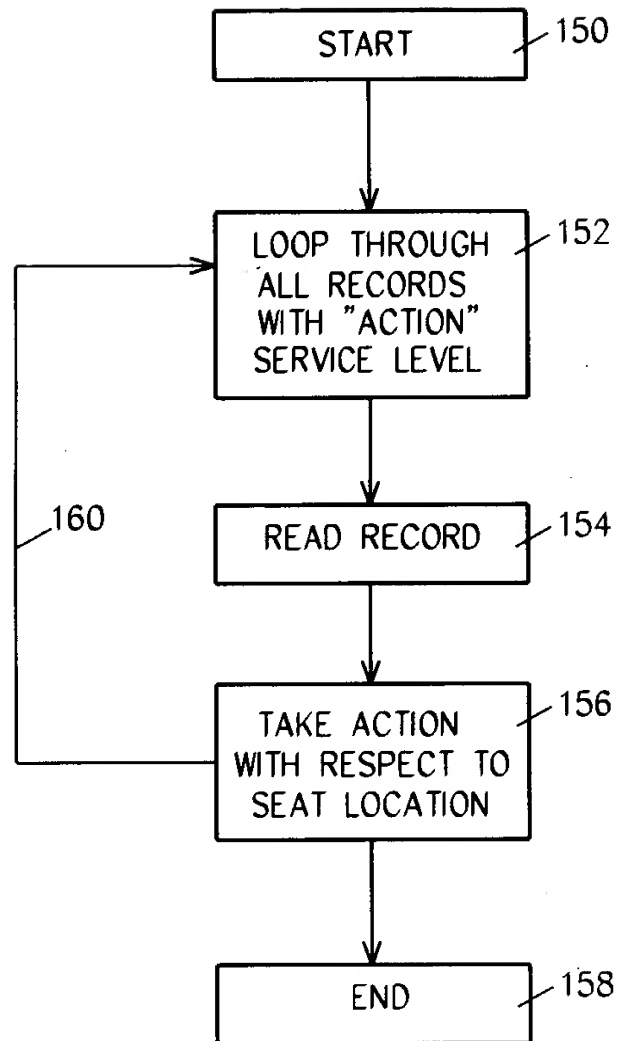 START
150
LOOP THROUGH
ALL RECORDS
WITH "ACTION"
SERVICE LEVEL
152
READ RECORD
154
160
TAKE ACTION
WITH RESPECT TO
SEAT LOCATION
156
END
158